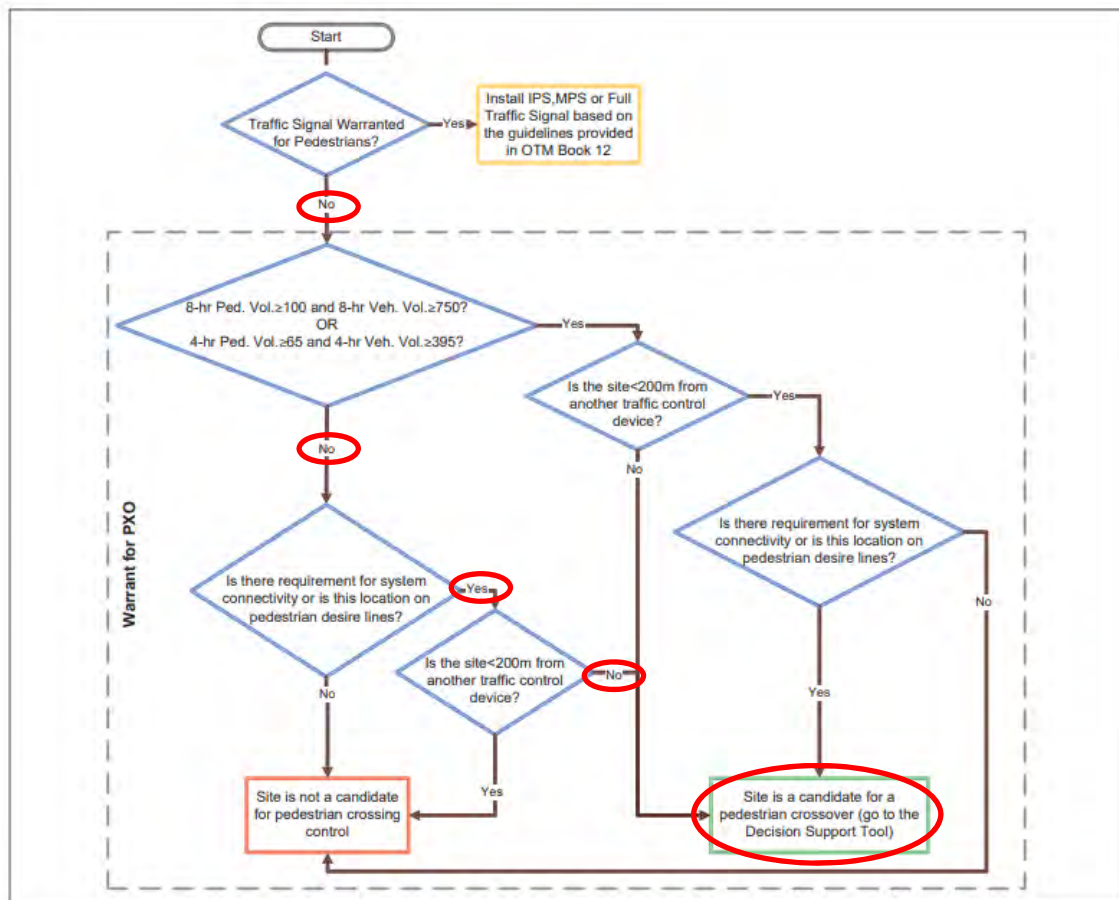 Start
Traffic Signal Warranted
for Pedestrians?
Yes
Install IPS,MPS or Full
Traffic Signal based on
the guidelines provided
in OTM Book 12
No
8-hr Ped. Vol.≥100 and 8-hr Veh. Vol.≥750?
OR
4-hr Ped. Vol.≥65 and 4-hr Veh. Vol.≥395?
Yes
Is the site<200m from
another traffic control
device?
Yes
No
No
Is there requirement for system
connectivity or is this location on
pedestrian desire lines?
No
Yes
Warrant for PXO
Is there requirement for system
connectivity or is this location on
pedestrian desire lines?
Yes
Is the site<200m from
another traffic control
device?
No
No
Yes
Site is not a candidate
for pedestrian crossing
control
Site is a candidate for a
pedestrian crossover (go to the
Decision Support Tool)